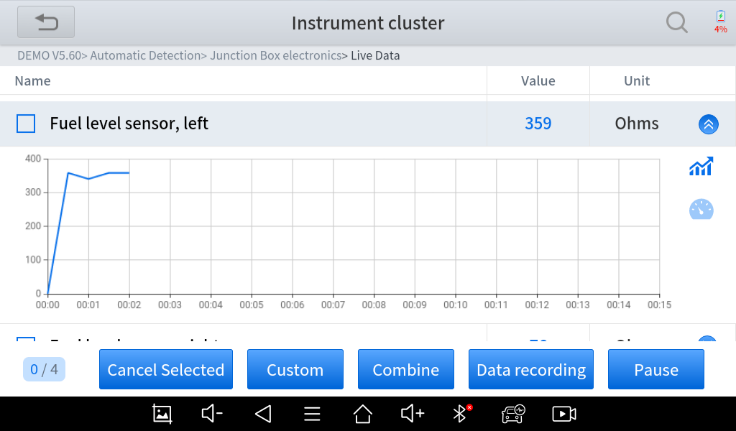 Instrument cluster
4%
DEMO V5.60> Automatic Detection> Junction Box electronics> Live Data
Name Value Unit
Fuel level sensor, left 359 Ohms
400
300
200
100
0
00:00 00:01 00:02 00:03 00:04 00:05 00:06 00:07 00:08 00:09 00:10 00:11 00:12 00:13 00:14 00:15
0 / 4 Cancel Selected Custom Combine Data recording Pause